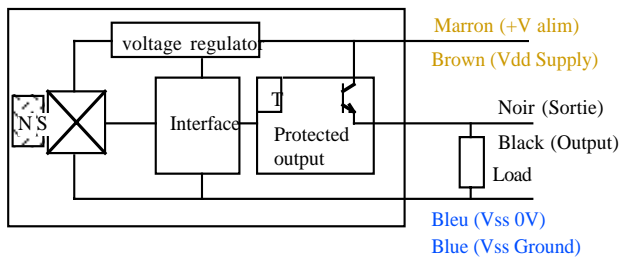 voltage regulator
Marron (+V alim)
Brown (Vdd Supply)
N S
Interface
T
Protected
output
Noir (Sortie)
Black (Output)
Load
Bleu (Vss 0V)
Blue (Vss Ground)